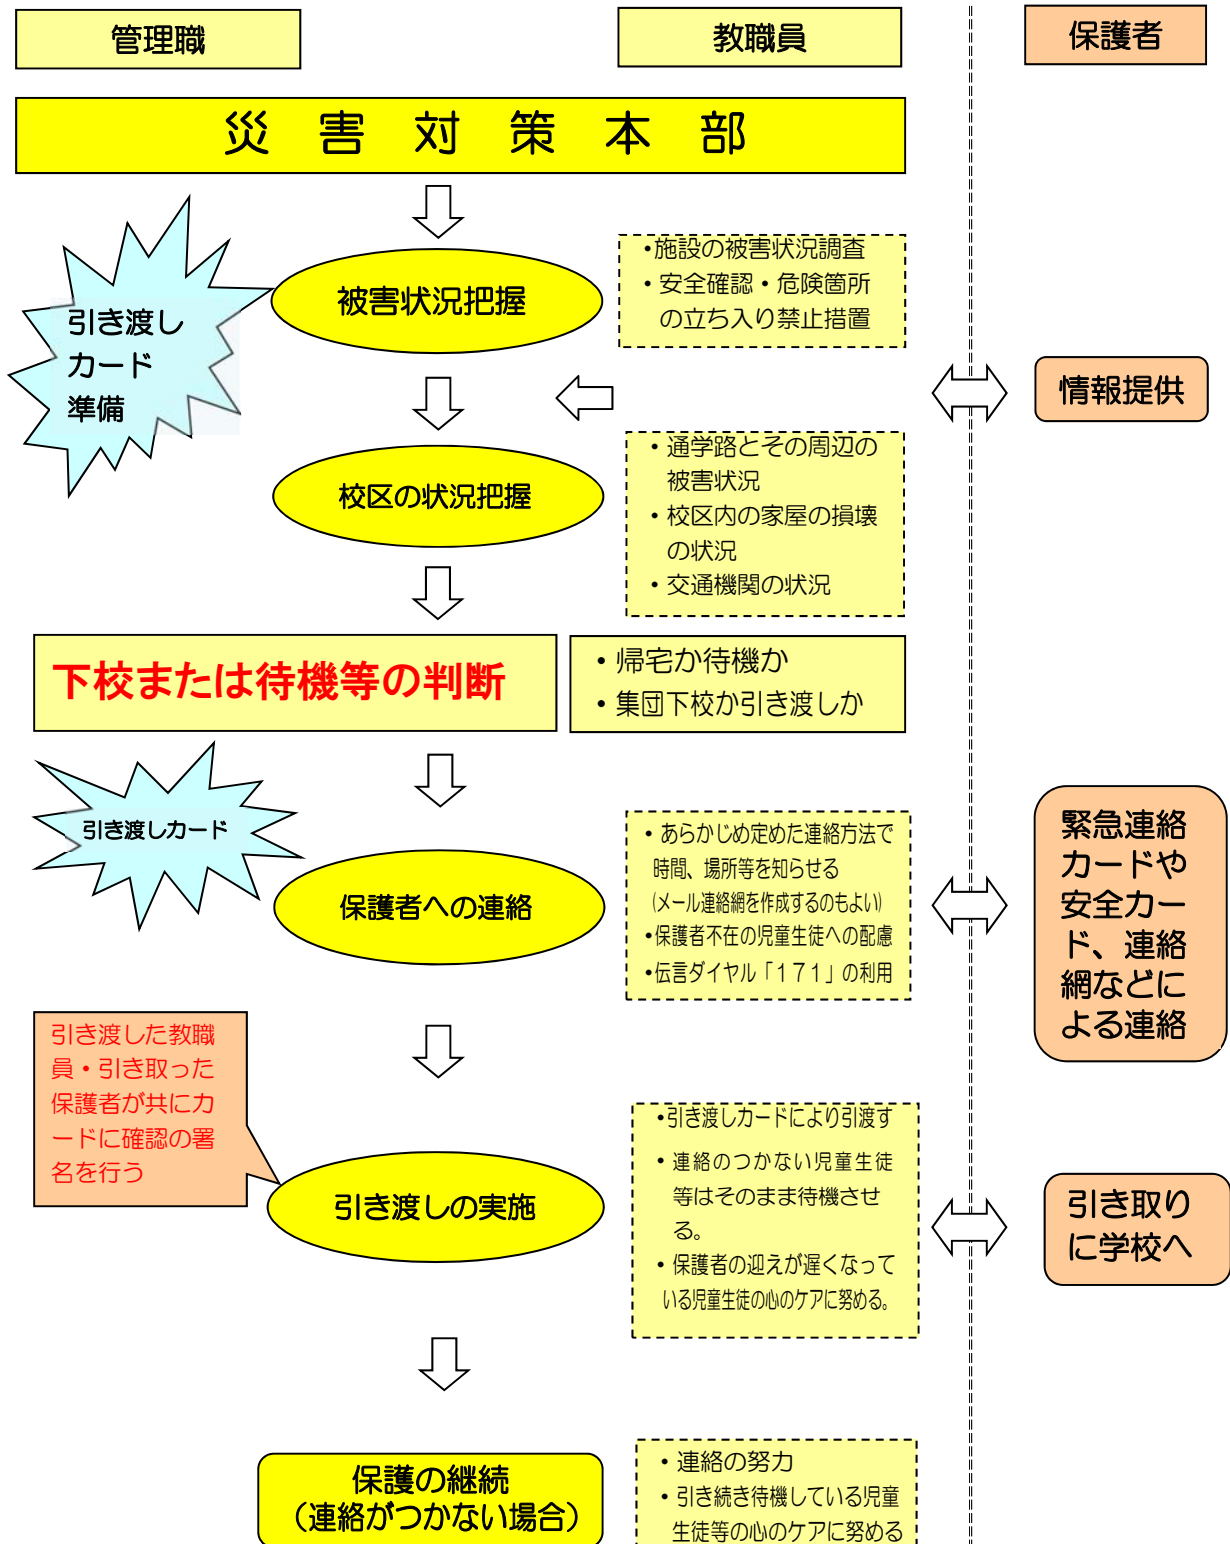 管理職
教職員
保護者
災害対策本部
引き渡し
カード
準備
被害状況把握
•施設の被害状況調査
・安全確認・危険箇所
の立ち入り禁止措置
情報提供
校区の状況把握
・通学路とその周辺の
被害状況
・校区内の家屋の損壊
の状況
・交通機関の状況
下校または待機等の判断
・帰宅か待機か
・集団下校か引き渡しか
引き渡しカード
保護者への連絡
・あらかじめ定めた連絡方法で
時間、場所等を知らせる
(メール連絡網を作成するのもよい)
•保護者不在の児童生徒への配慮
•伝言ダイヤル「171」の利用
緊急連絡
カードや
安全カー
ド、連絡
網などに
よる連絡
引き渡した教職
員・引き取った
保護者が共にカ
ードに確認の署
名を行う
引き渡しの実施
•引き渡しカードにより引渡す
・連絡のつかない児童生徒
等はそのまま待機させ
る。
・保護者の迎えが遅くなって
いる児童生徒の心のケアに努める。
引き取り
に学校へ
保護の継続
(連絡がつかない場合)
・連絡の努力
・引き続き待機している児童
生徒等の心のケアに努める